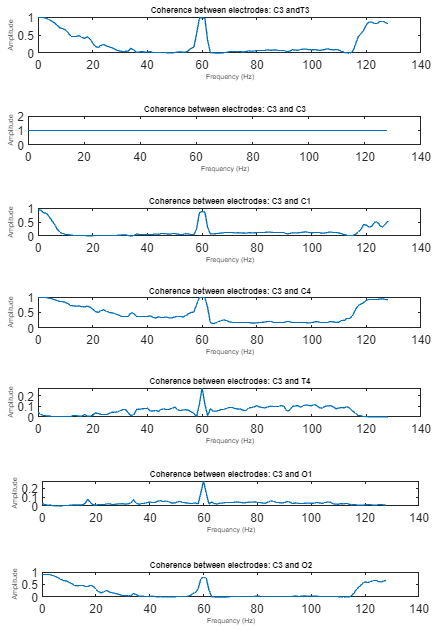 Coherence between electrodes: C3 andT3
Amplitude
1
0.5
0
0 20 40 60 80 100 120 140
Frequency (Hz)
Coherence between electrodes: C3 and C3
Amplitude
2
1
0
0 20 40 60 80 100 120 140
Frequency (Hz)
Coherence between electrodes: C3 and C1
Amplitude
1
0.5
0
0 20 40 60 80 100 120 140
Frequency (Hz)
Coherence between electrodes: C3 and C4
Amplitude
1
0.5
0
0 20 40 60 80 100 120 140
Frequency (Hz)
Coherence between electrodes: C3 and T4
Amplitude
0.2
0.1
0
0 20 40 60 80 100 120 140
Frequency (Hz)
Coherence between electrodes: C3 and O1
Amplitude
0.2
0.1
0
0 20 40 60 80 100 120 140
Frequency (Hz)
Coherence between electrodes: C3 and O2
Amplitude
1
0.5
0
0 20 40 60 80 100 120 140
Frequency (Hz)